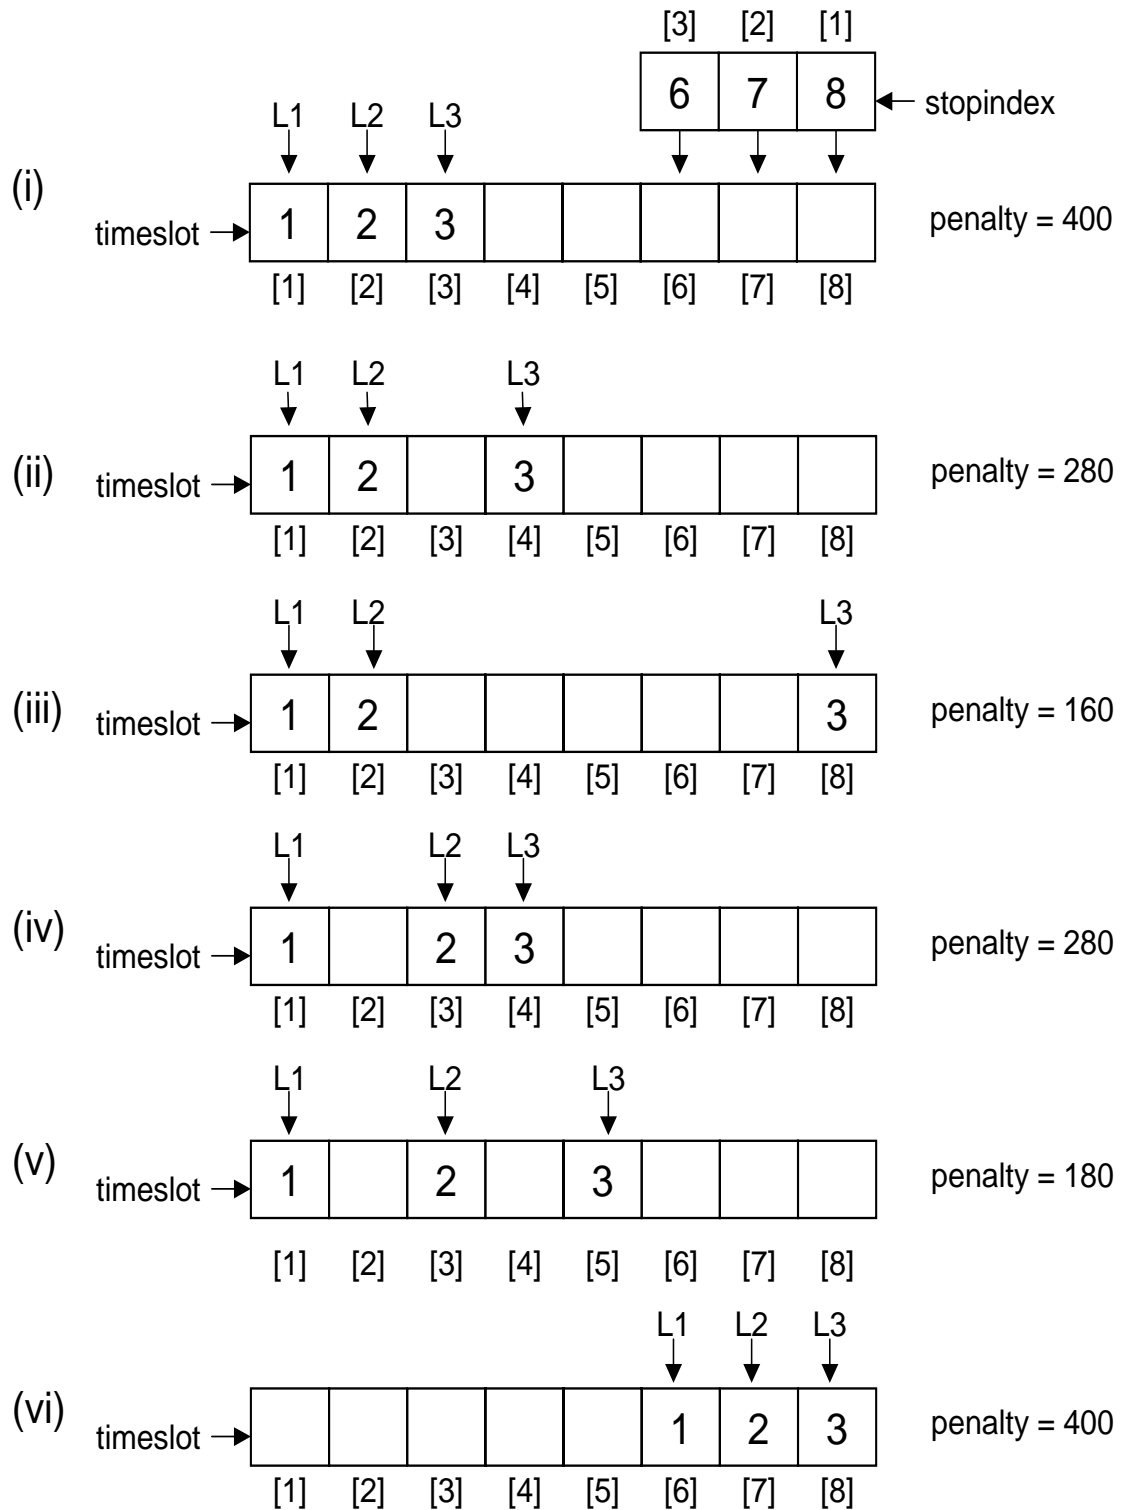 [3] [2] [1]
6 7 8 stopindex
L1 L2 L3
(i)
timeslot 1 2 3 penalty = 400
[1] [2] [3] [4] [5] [6] [7] [8]
L1 L2 L3
(ii) timeslot 1 2 3 penalty = 280
[1] [2] [3] [4] [5] [6] [7] [8]
L1 L2 L3
(iii) timeslot 1 2 3 penalty = 160
[1] [2] [3] [4] [5] [6] [7] [8]
L1 L2 L3
(iv) timeslot 1 2 3 penalty = 280
[1] [2] [3] [4] [5] [6] [7] [8]
L1 L2 L3
(v) timeslot 1 2 3 penalty = 180
[1] [2] [3] [4] [5] [6] [7] [8]
L1 L2 L3
(vi) timeslot 1 2 3 penalty = 400
[1] [2] [3] [4] [5] [6] [7] [8]